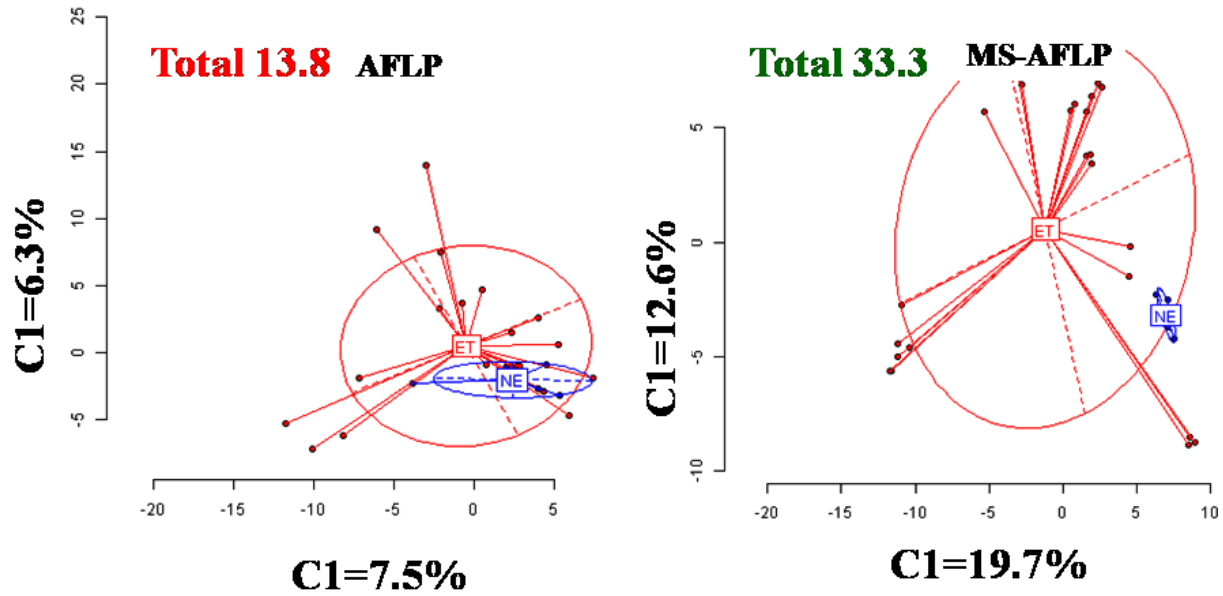 Total 13.8 AFLP
25
20
15
10
5
0
-5
C1=6.3%
ET
NE
-20 -15 -10 -5 0 5
C1=7.5%
Total 33.3 MS-AFLP
5
0
-5
-10
C1=12.6%
ET
NE
-20 -15 -10 -5 0 5 10
C1=19.7%